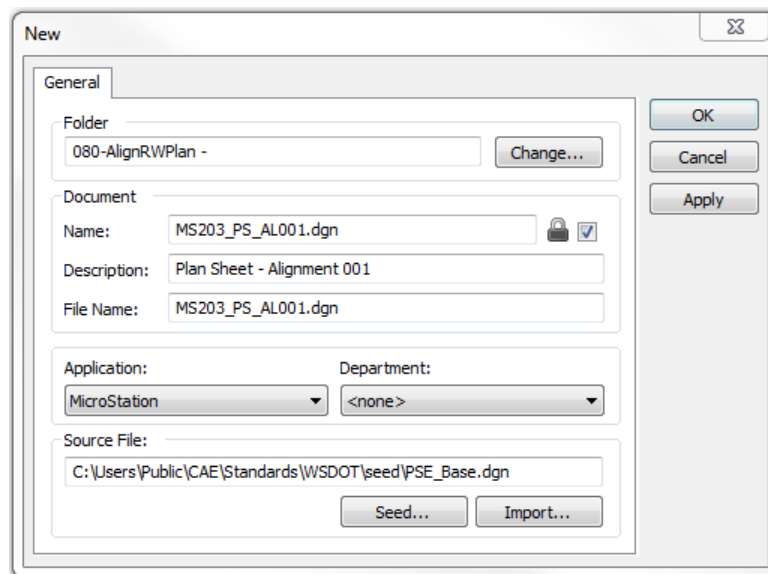 New
General
Folder
080-AlignRWPlan -
Change...
Document
Name:
MS203_PS_AL001.dgn
Description:
Plan Sheet - Alignment 001
File Name:
MS203_PS_AL001.dgn
Application:
Department:
MicroStation
<none>
Source File:
C:\Users\Public\CAE\Standards\WSDOT\seed\PSE_Base.dgn
Seed...
Import...
OK
Cancel
Apply